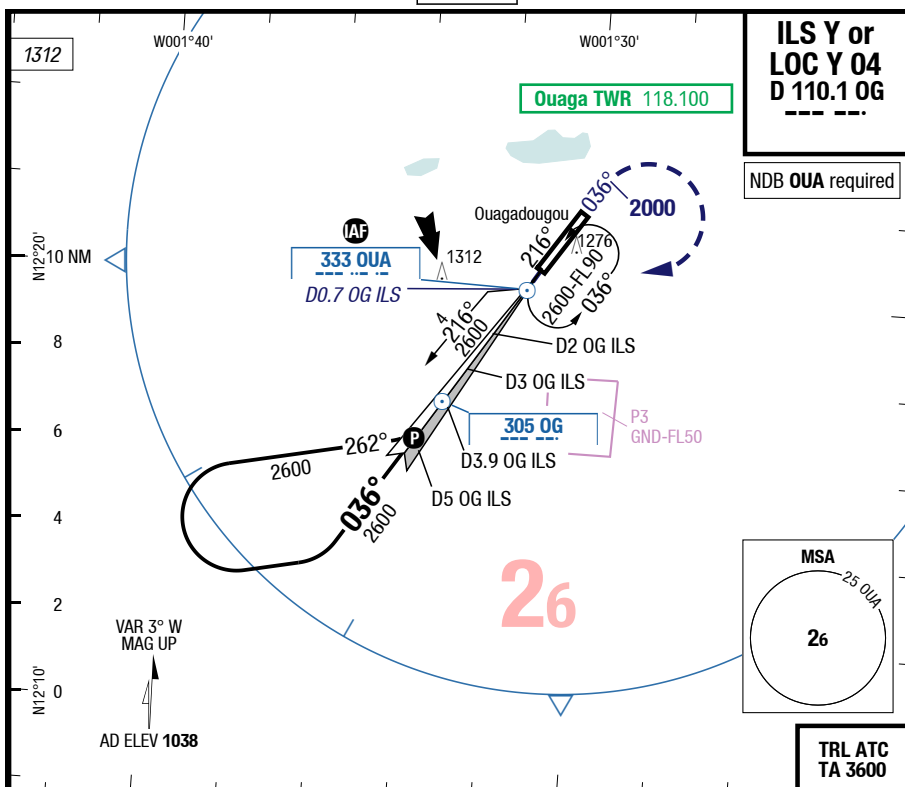 W001°40'
W001°30'
1312
ILS Y or
LOC Y 04
D 110.1 OG
Ouaga TWR 118.100
NDB OUA required
036°
2000
Ouagadougou
216°
1276
IAF
333 OUA
D0.7 OG ILS
1312
2600-FL90
036°
N12°20'
10 NM
4
216°
2600
D2 OG ILS
8
D3 OG ILS
P3
GND-FL50
305 OG
6
P
262°
2600
D3.9 OG ILS
D5 OG ILS
036°
2600
4
26
2
MSA
25 OUA
26
VAR 3° W
MAG UP
N12°10'
0
AD ELEV 1038
TRL ATC
TA 3600